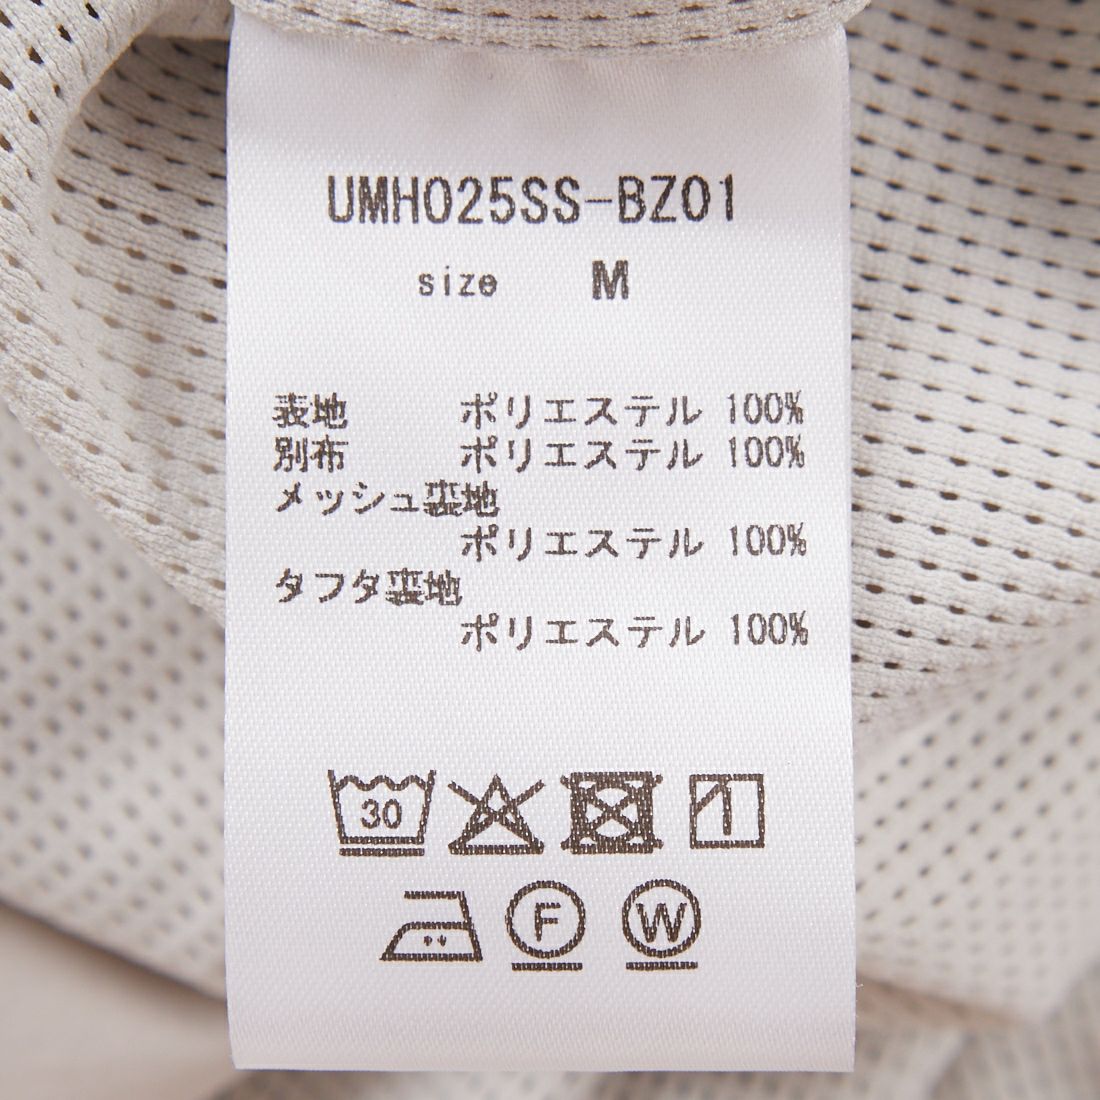 UMH025SS-BZ01
size M
表地 ポリエステル 100%
別布 ポリエステル 100%
メッシュ裏地
ポリエステル 100%
タフタ裏地
ポリエステル 100%
30
F W